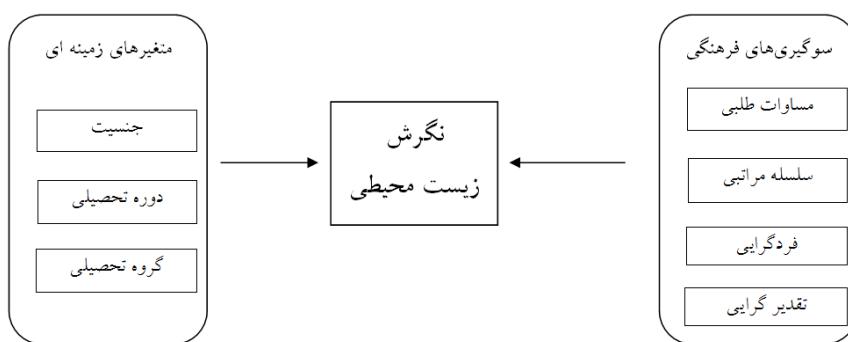 سوگیری‌های فرهنگی
مساوات طلبی
سلسله مراتبی
فردگرایی
تقدیر گرایی
نگرش
زیست محیطی
متغیرهای زمینه ای
جنسیت
دوره تحصیلی
گروه تحصیلی